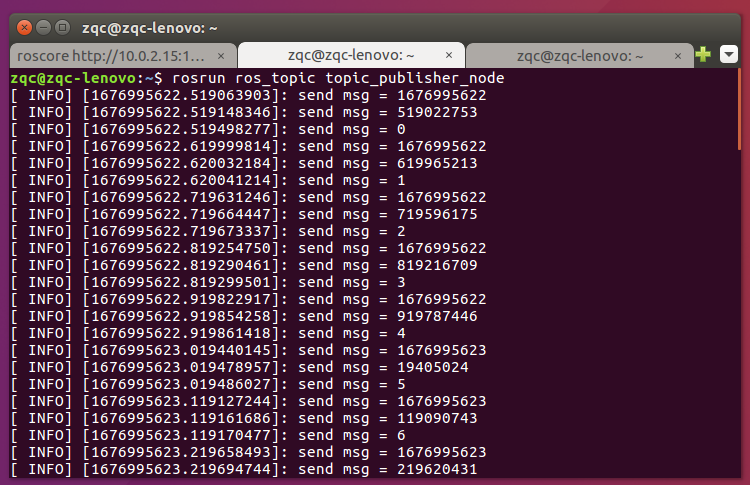 zqc@zqc-lenovo: ~
roscore http://10.0.2.15:1... × zqc@zqc-lenovo: ~ × zqc@zqc-lenovo: ~ ×
zqc@zqc-lenovo:~$ rosrun ros_topic topic_publisher_node
[ INFO] [1676995622.519063903]: send msg = 1676995622
[ INFO] [1676995622.519148346]: send msg = 519022753
[ INFO] [1676995622.519498277]: send msg = 0
[ INFO] [1676995622.619999814]: send msg = 1676995622
[ INFO] [1676995622.620032184]: send msg = 619965213
[ INFO] [1676995622.620041214]: send msg = 1
[ INFO] [1676995622.719631246]: send msg = 1676995622
[ INFO] [1676995622.719664447]: send msg = 719596175
[ INFO] [1676995622.719673337]: send msg = 2
[ INFO] [1676995622.819254750]: send msg = 1676995622
[ INFO] [1676995622.819290461]: send msg = 819216709
[ INFO] [1676995622.819299501]: send msg = 3
[ INFO] [1676995622.919822917]: send msg = 1676995622
[ INFO] [1676995622.919854258]: send msg = 919787446
[ INFO] [1676995622.919861418]: send msg = 4
[ INFO] [1676995623.019440145]: send msg = 1676995623
[ INFO] [1676995623.019478957]: send msg = 19405024
[ INFO] [1676995623.019486027]: send msg = 5
[ INFO] [1676995623.119127244]: send msg = 1676995623
[ INFO] [1676995623.119161686]: send msg = 119090743
[ INFO] [1676995623.119170477]: send msg = 6
[ INFO] [1676995623.219658493]: send msg = 1676995623
[ INFO] [1676995623.219694744]: send msg = 219620431